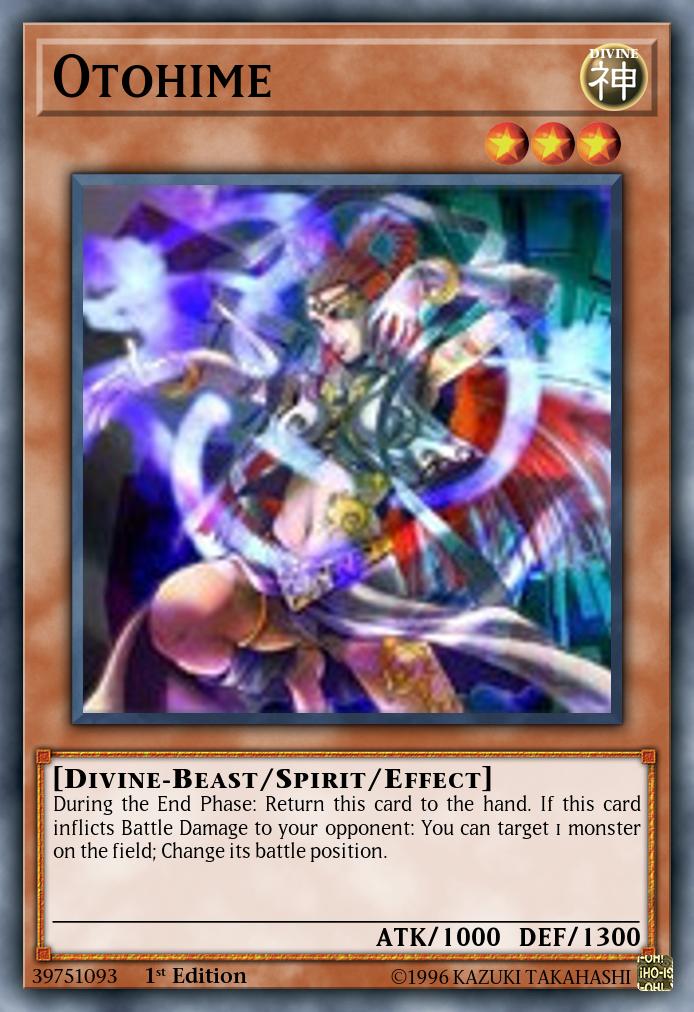 Otohime
DIVINE
神
[Divine-Beast/Spirit/Effect]
During the End Phase: Return this card to the hand. If this card
inflicts Battle Damage to your opponent: You can target 1 monster
on the field; Change its battle position.
ATK/1000 DEF/1300
39751093 1st Edition ©1996 KAZUKI TAKAHASHI